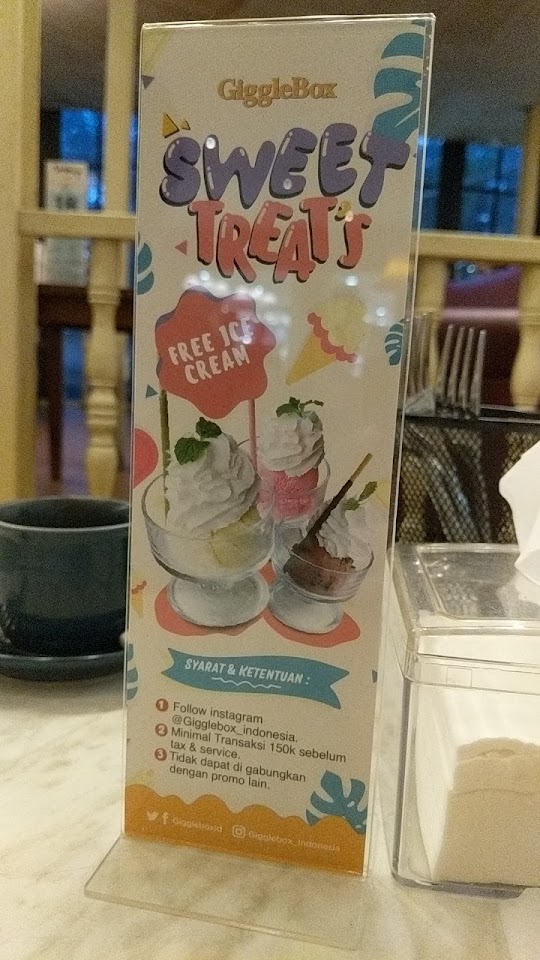 GiggleBox
SWEET
TREAT'S
FREE ICE
CREAM
SYARAT & KETENTUAN :
1 Follow instagram
@Gigglebox_indonesia.
2 Minimal Transaksi 150k sebelum
tax & service.
3 Tidak dapat di gabungkan
dengan promo lain.
Giggleboxid Gigglebox_indonesia